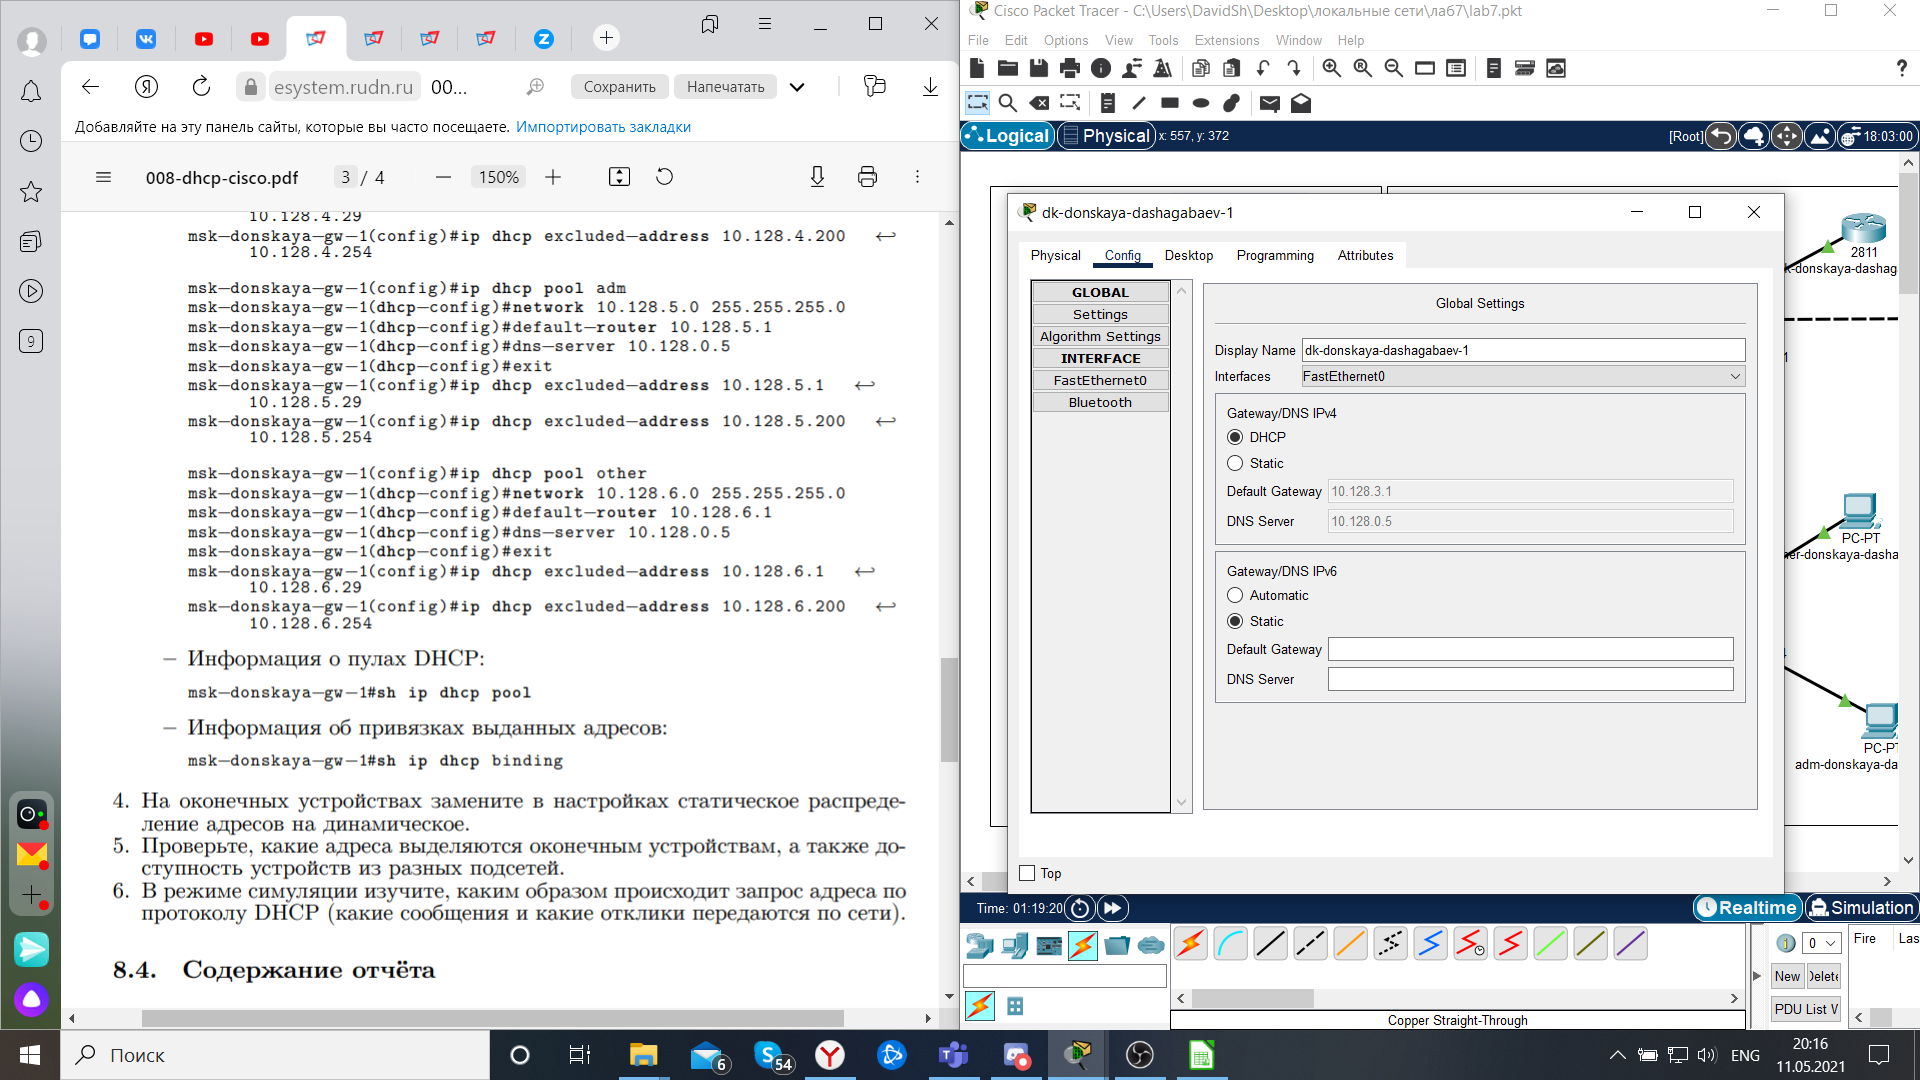 esystem.rudn.ru
00...
Сохранить
Напечатать
Добавляйте на эту панель сайты, которые вы часто посещаете. Импортировать закладки
008-dhcp-cisco.pdf
3 / 4
150%
9
10.128.4.29
msk—donskaya—gw—1(config)#ip dhcp excluded—address 10.128.4.200 ↩
10.128.4.254
msk—donskaya—gw—1(config)#ip dhcp pool adm
msk—donskaya—gw—1(dhcp—config)#network 10.128.5.0 255.255.255.0
msk—donskaya—gw—1(dhcp—config)#default—router 10.128.5.1
msk—donskaya—gw—1(dhcp—config)#dns—server 10.128.0.5
msk—donskaya—gw—1(dhcp—config)#exit
msk—donskaya—gw—1(config)#ip dhcp excluded—address 10.128.5.1 ↩
10.128.5.29
msk—donskaya—gw—1(config)#ip dhcp excluded—address 10.128.5.200 ↩
10.128.5.254
msk—donskaya—gw—1(config)#ip dhcp pool other
msk—donskaya—gw—1(dhcp—config)#network 10.128.6.0 255.255.255.0
msk—donskaya—gw—1(dhcp—config)#default—router 10.128.6.1
msk—donskaya—gw—1(dhcp—config)#dns—server 10.128.0.5
msk—donskaya—gw—1(dhcp—config)#exit
msk—donskaya—gw—1(config)#ip dhcp excluded—address 10.128.6.1 ↩
10.128.6.29
msk—donskaya—gw—1(config)#ip dhcp excluded—address 10.128.6.200 ↩
10.128.6.254
– Информация о пулах DHCP:
msk—donskaya—gw—1#sh ip dhcp pool
– Информация об привязках выданных адресов:
msk—donskaya—gw—1#sh ip dhcp binding
4. На оконечных устройствах замените в настройках статическое распреде-
ление адресов на динамическое.
5. Проверьте, какие адреса выделяются оконечным устройствам, а также до-
ступность устройств из разных подсетей.
6. В режиме симуляции изучите, каким образом происходит запрос адреса по
протоколу DHCP (какие сообщения и какие отклики передаются по сети).
8.4. Содержание отчёта
Cisco Packet Tracer - C:\Users\DavidSh\Desktop\локальные сети\ла67\lab7.pkt
File Edit Options View Tools Extensions Window Help
Logical Physical x: 557, y: 372
[Root] 18:03:00
dk-donskaya-dashagabaev-1
Physical Config Desktop Programming Attributes
GLOBAL
Settings
Algorithm Settings
INTERFACE
FastEthernet0
Bluetooth
Global Settings
Display Name dk-donskaya-dashagabaev-1
Interfaces FastEthernet0
Gateway/DNS IPv4
DHCP
Static
Default Gateway 10.128.3.1
DNS Server 10.128.0.5
Gateway/DNS IPv6
Automatic
Static
Default Gateway
DNS Server
Top
2811
k-donskaya-dashag
PC-PT
er-donskaya-dasha
PC-PT
adm-donskaya-da
Time: 01:19:20
Realtime Simulation
0
Fire Las
New Delete
PDU List W
Copper Straight-Through
Поиск
6
54
ENG
20:16
11.05.2021